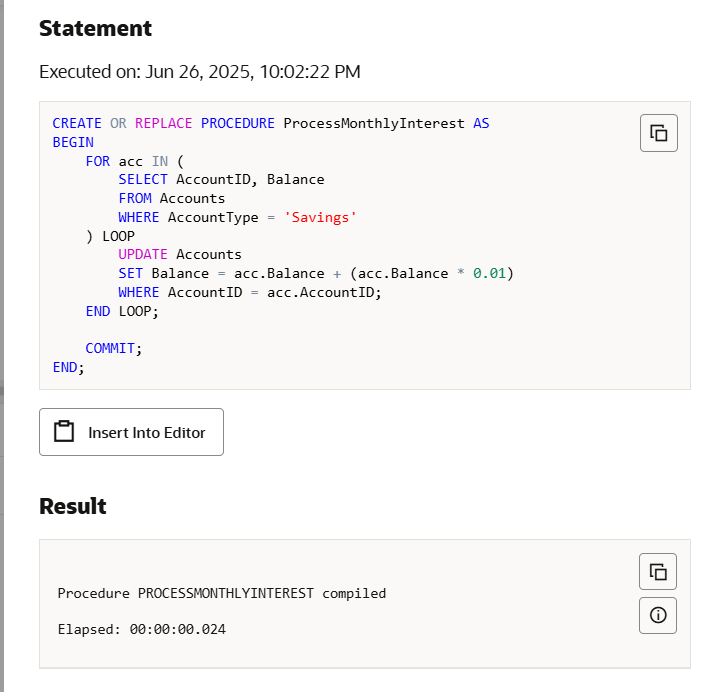 Statement
Executed on: Jun 26, 2025, 10:02:22 PM
CREATE OR REPLACE PROCEDURE ProcessMonthlyInterest AS
BEGIN
    FOR acc IN (
        SELECT AccountID, Balance
        FROM Accounts
        WHERE AccountType = 'Savings'
    ) LOOP
        UPDATE Accounts
        SET Balance = acc.Balance + (acc.Balance * 0.01)
        WHERE AccountID = acc.AccountID;
    END LOOP;
    COMMIT;
END;
Insert Into Editor
Result
Procedure PROCESSMONTHLYINTEREST compiled
Elapsed: 00:00:00.024